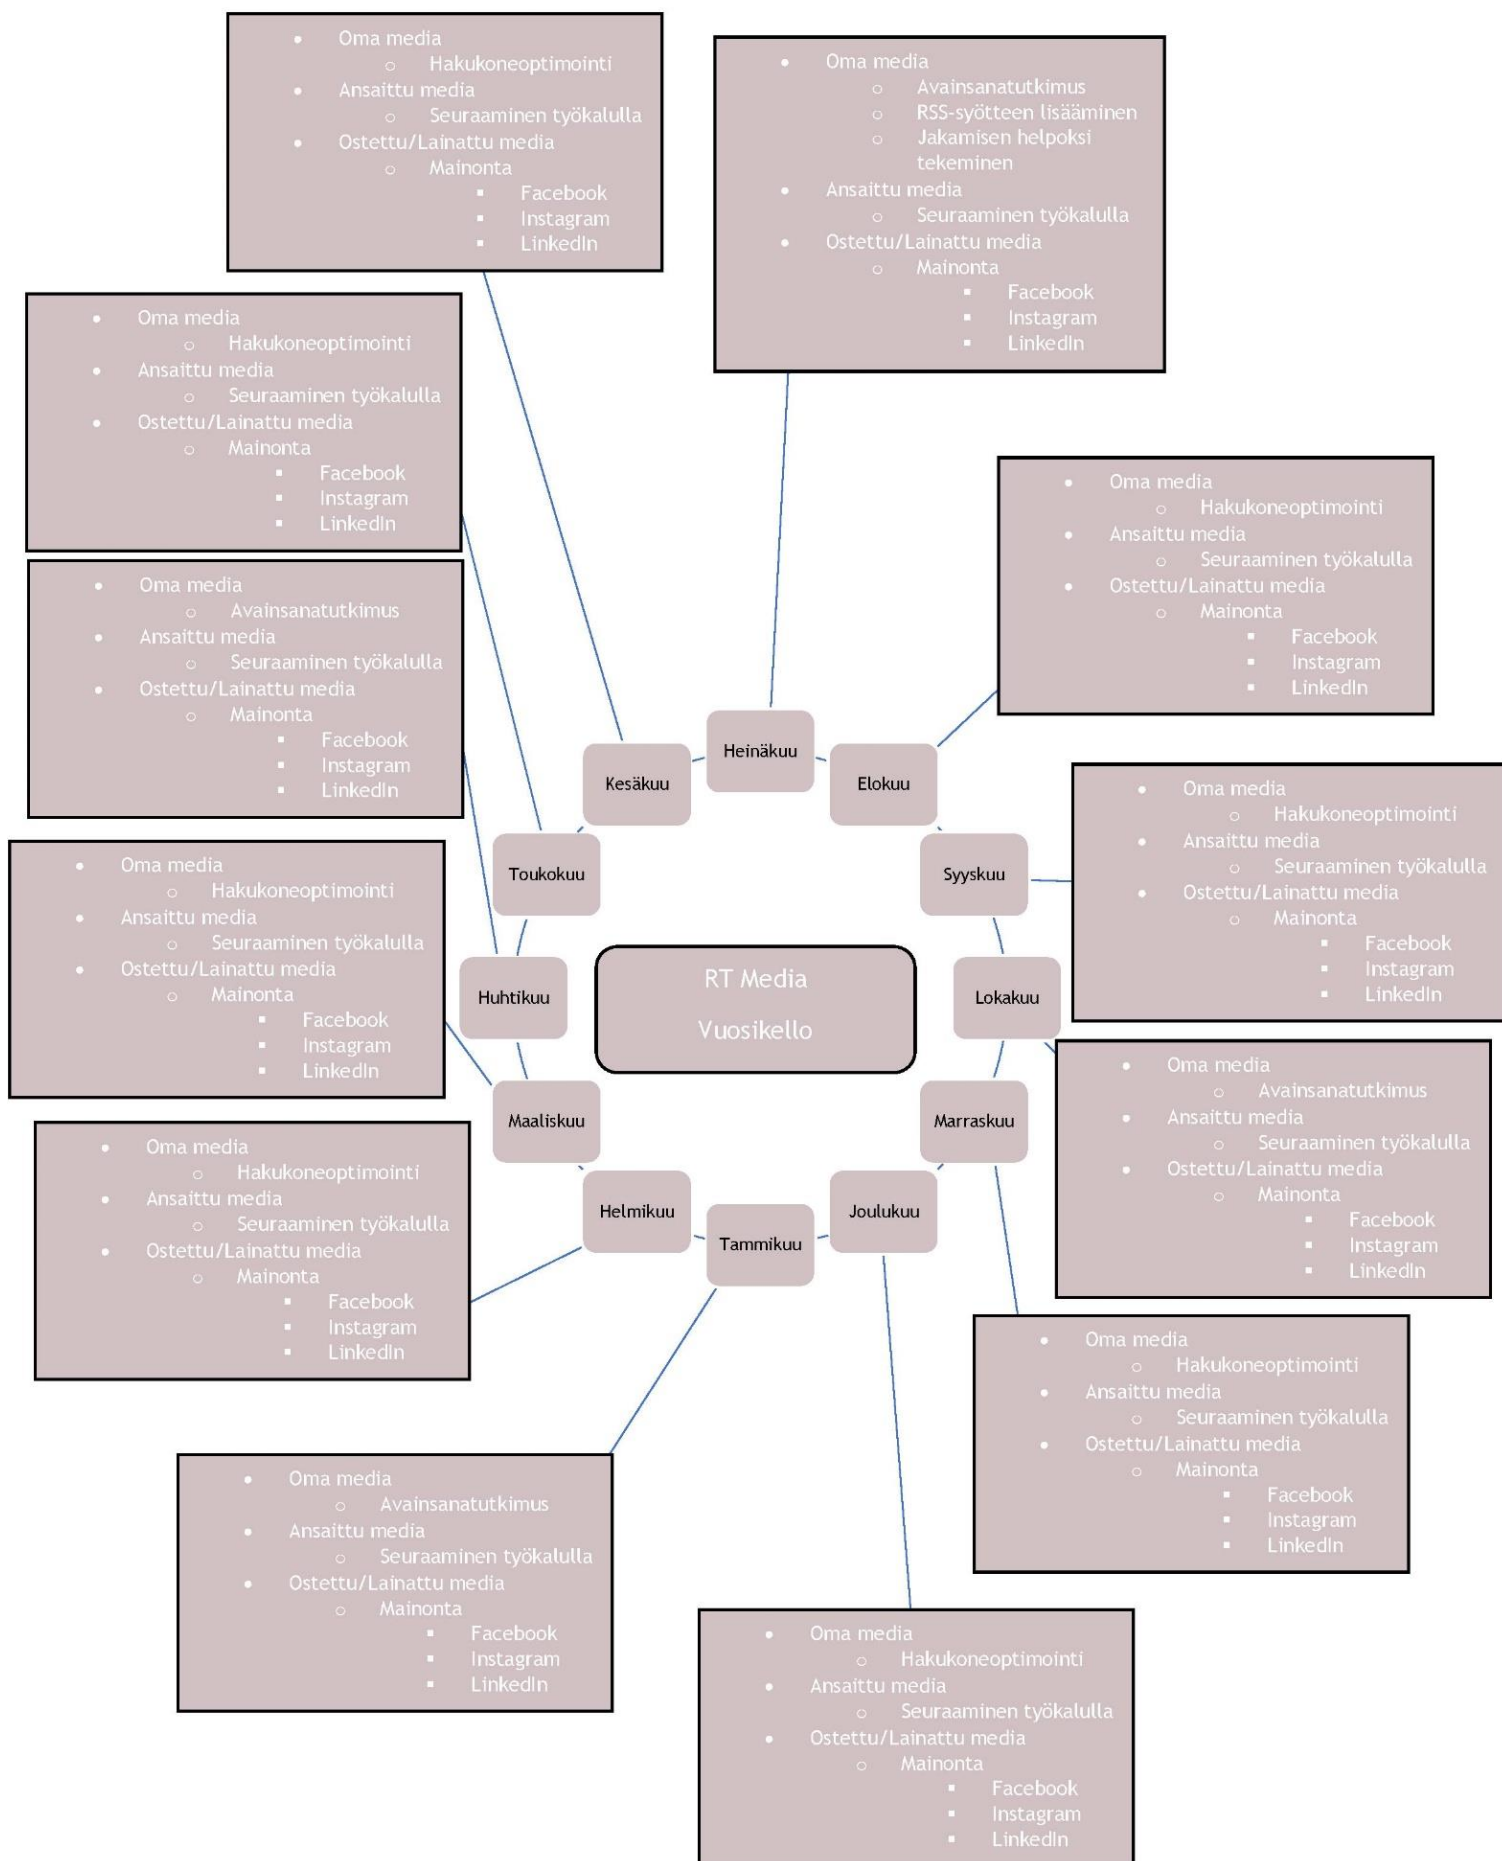 • Oma media
o Hakukoneoptimointi
• Ansaittu media
o Seuraaminen työkalulla
• Ostettu/Lainattu media
o Mainonta
▪ Facebook
▪ Instagram
▪ LinkedIn
• Oma media
o Avainsanatutkimus
o RSS-syötteen lisääminen
o Jakamisen helpoksi
tekeminen
• Ansaittu media
o Seuraaminen työkalulla
• Ostettu/Lainattu media
o Mainonta
▪ Facebook
▪ Instagram
▪ LinkedIn
• Oma media
o Hakukoneoptimointi
• Ansaittu media
o Seuraaminen työkalulla
• Ostettu/Lainattu media
o Mainonta
▪ Facebook
▪ Instagram
▪ LinkedIn
• Oma media
o Hakukoneoptimointi
• Ansaittu media
o Seuraaminen työkalulla
• Ostettu/Lainattu media
o Mainonta
▪ Facebook
▪ Instagram
▪ LinkedIn
• Oma media
o Avainsanatutkimus
• Ansaittu media
o Seuraaminen työkalulla
• Ostettu/Lainattu media
o Mainonta
▪ Facebook
▪ Instagram
▪ LinkedIn
Heinäkuu
Kesäkuu
Elokuu
• Oma media
o Hakukoneoptimointi
• Ansaittu media
o Seuraaminen työkalulla
• Ostettu/Lainattu media
o Mainonta
▪ Facebook
▪ Instagram
▪ LinkedIn
Toukokuu
Syyskuu
• Oma media
o Hakukoneoptimointi
• Ansaittu media
o Seuraaminen työkalulla
• Ostettu/Lainattu media
o Mainonta
▪ Facebook
▪ Instagram
▪ LinkedIn
Huhtikuu
RT Media
Vuosikello
Lokakuu
• Oma media
o Avainsanatutkimus
• Ansaittu media
o Seuraaminen työkalulla
• Ostettu/Lainattu media
o Mainonta
▪ Facebook
▪ Instagram
▪ LinkedIn
Maaliskuu
Marraskuu
• Oma media
o Hakukoneoptimointi
• Ansaittu media
o Seuraaminen työkalulla
• Ostettu/Lainattu media
o Mainonta
▪ Facebook
▪ Instagram
▪ LinkedIn
Helmikuu
Tammikuu
Joulukuu
• Oma media
o Hakukoneoptimointi
• Ansaittu media
o Seuraaminen työkalulla
• Ostettu/Lainattu media
o Mainonta
▪ Facebook
▪ Instagram
▪ LinkedIn
• Oma media
o Avainsanatutkimus
• Ansaittu media
o Seuraaminen työkalulla
• Ostettu/Lainattu media
o Mainonta
▪ Facebook
▪ Instagram
▪ LinkedIn
• Oma media
o Hakukoneoptimointi
• Ansaittu media
o Seuraaminen työkalulla
• Ostettu/Lainattu media
o Mainonta
▪ Facebook
▪ Instagram
▪ LinkedIn